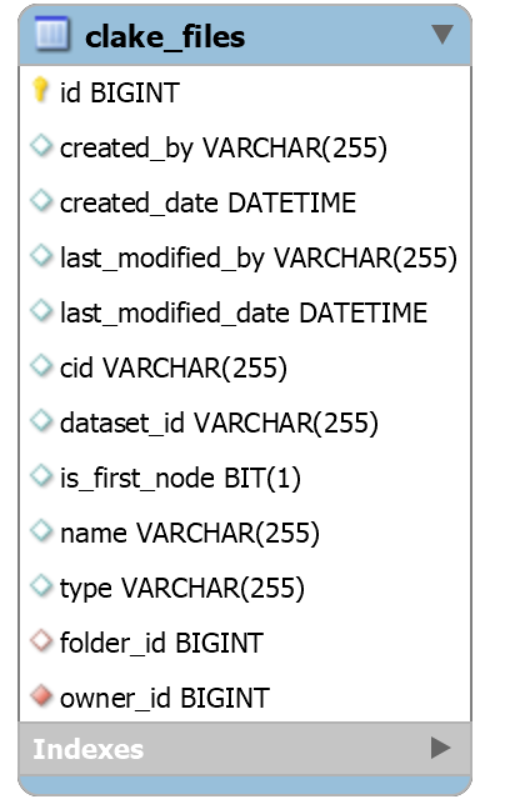 clake_files
id BIGINT
created_by VARCHAR(255)
created_date DATETIME
last_modified_by VARCHAR(255)
last_modified_date DATETIME
cid VARCHAR(255)
dataset_id VARCHAR(255)
is_first_node BIT(1)
name VARCHAR(255)
type VARCHAR(255)
folder_id BIGINT
owner_id BIGINT
Indexes